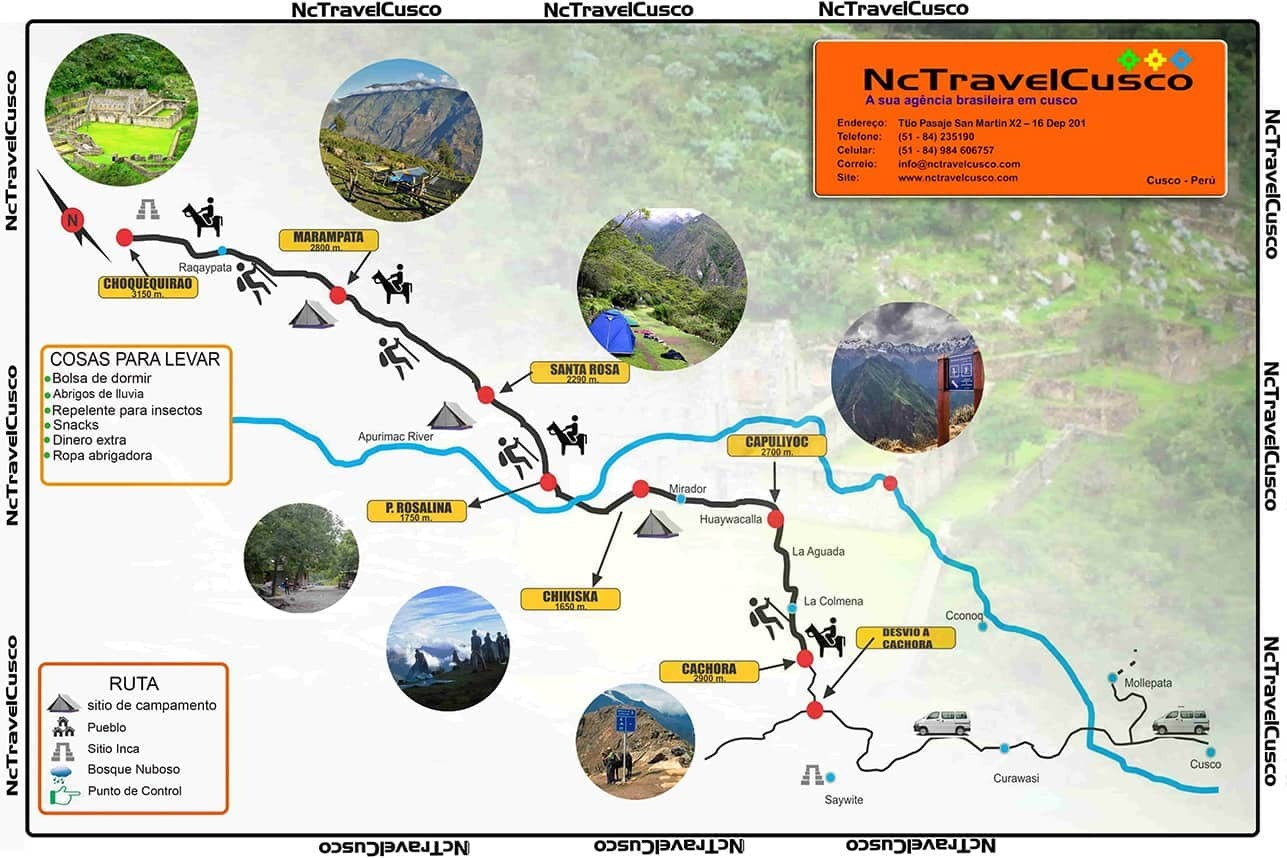 NcTravelCusco
NcTravelCusco
NcTravelCusco
NcTravelCusco
NcTravelCusco
NcTravelCusco
NcTravelCusco
A sua agência brasileira em cusco
Endereço: Ttio Pasaje San Martin X2 – 16 Dep 201
Telefone: (51 - 84) 235190
Celular: (51 - 84) 984 606757
Correio: info@nctravelcusco.com
Site: www.nctravelcusco.com
Cusco - Perú
N
MARAMPATA
2800 m.
Raqaypata
CHOQUEQUIRAO
3150 m.
COSAS PARA LEVAR
Bolsa de dormir
Abrigos de lluvia
Repelente para insectos
Snacks
Dinero extra
Ropa abrigadora
SANTA ROSA
2290 m.
NcTravelCusco
NcTravelCusco
Apurimac River
CAPULIYOC
2700 m.
P. ROSALINA
1750 m.
Mirador
Huaywacalla
La Aguada
CHIKISKA
1650 m.
La Colmena
Cconoq
DESVIO A
CACHORA
CACHORA
2900 m.
Mollepata
Cusco
Curawasi
Saywite
RUTA
sitio de campamento
Pueblo
Sitio Inca
Bosque Nuboso
Punto de Control
NcTravelCusco
NcTravelCusco
NcTravelCusco
NcTravelCusco
NcTravelCusco